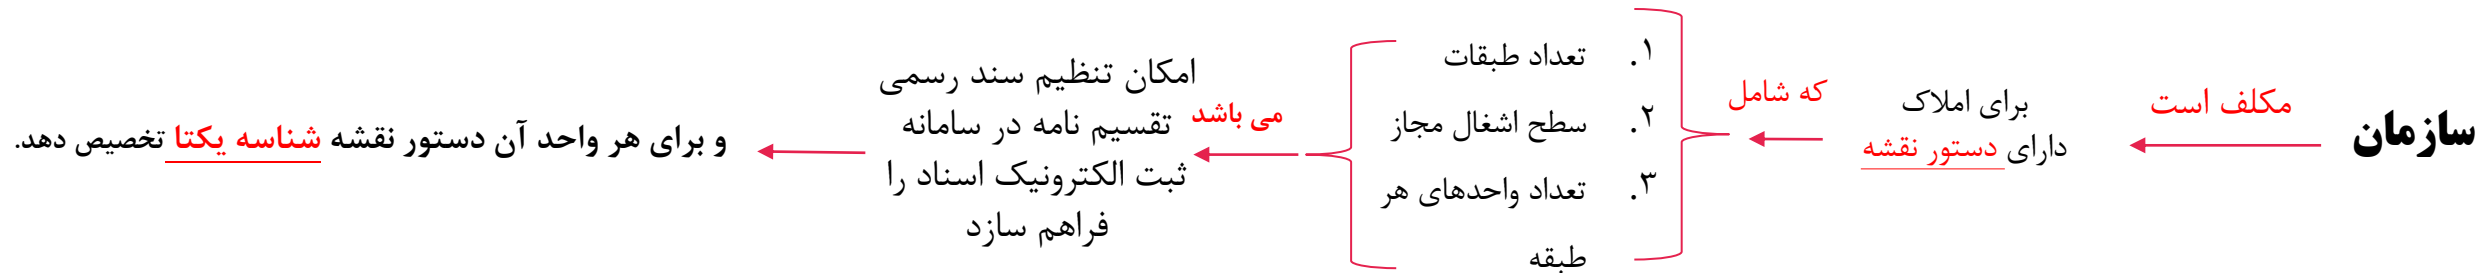 سازمان
مکلف است
برای املاک
دارای دستور نقشه
که شامل
۱. تعداد طبقات
۲. سطح اشغال مجاز
۳. تعداد واحدهای هر
طبقه
می باشد
امکان تنظیم سند رسمی
تقسیم نامه در سامانه
ثبت الکترونیک اسناد را
فراهم سازد
و برای هر واحد آن دستور نقشه شناسه یکتا تخصیص دهد.